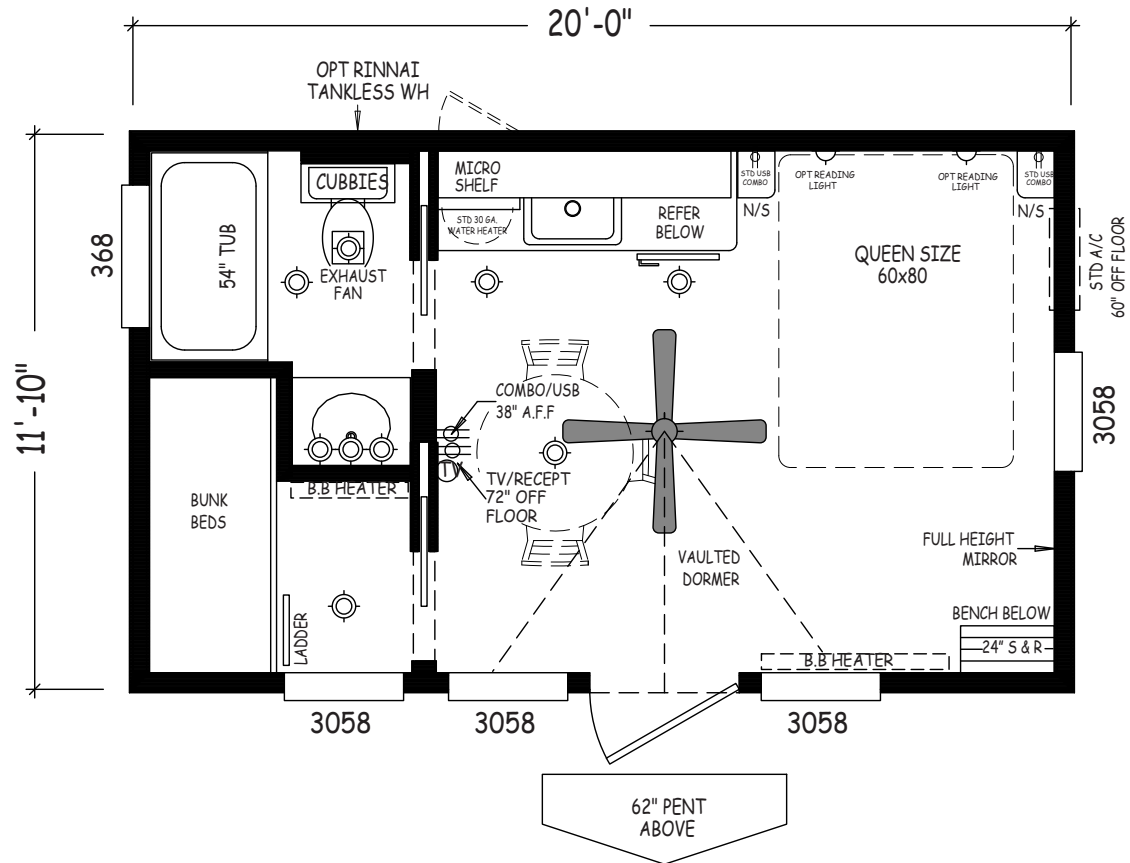 20'-0"
OPT RINNAI
TANKLESS WH
CUBBIES
MICRO
SHELF
STD USB
COMBO
OPT READING
LIGHT
OPT READING
LIGHT
STD USB
COMBO
N/S
N/S
STD 30 GA.
WATER HEATER
REFER
BELOW
368
54" TUB
EXHAUST
FAN
QUEEN SIZE
60x80
STD A/C
60" OFF FLOOR
11'-10"
COMBO/USB
38" A.F.F
3058
TV/RECEPT
72" OFF
FLOOR
B.B HEATER
BUNK
BEDS
VAULTED
DORMER
FULL HEIGHT
MIRROR
LADDER
BENCH BELOW
24" S & R
B.B HEATER
3058
3058
3058
62" PENT
ABOVE